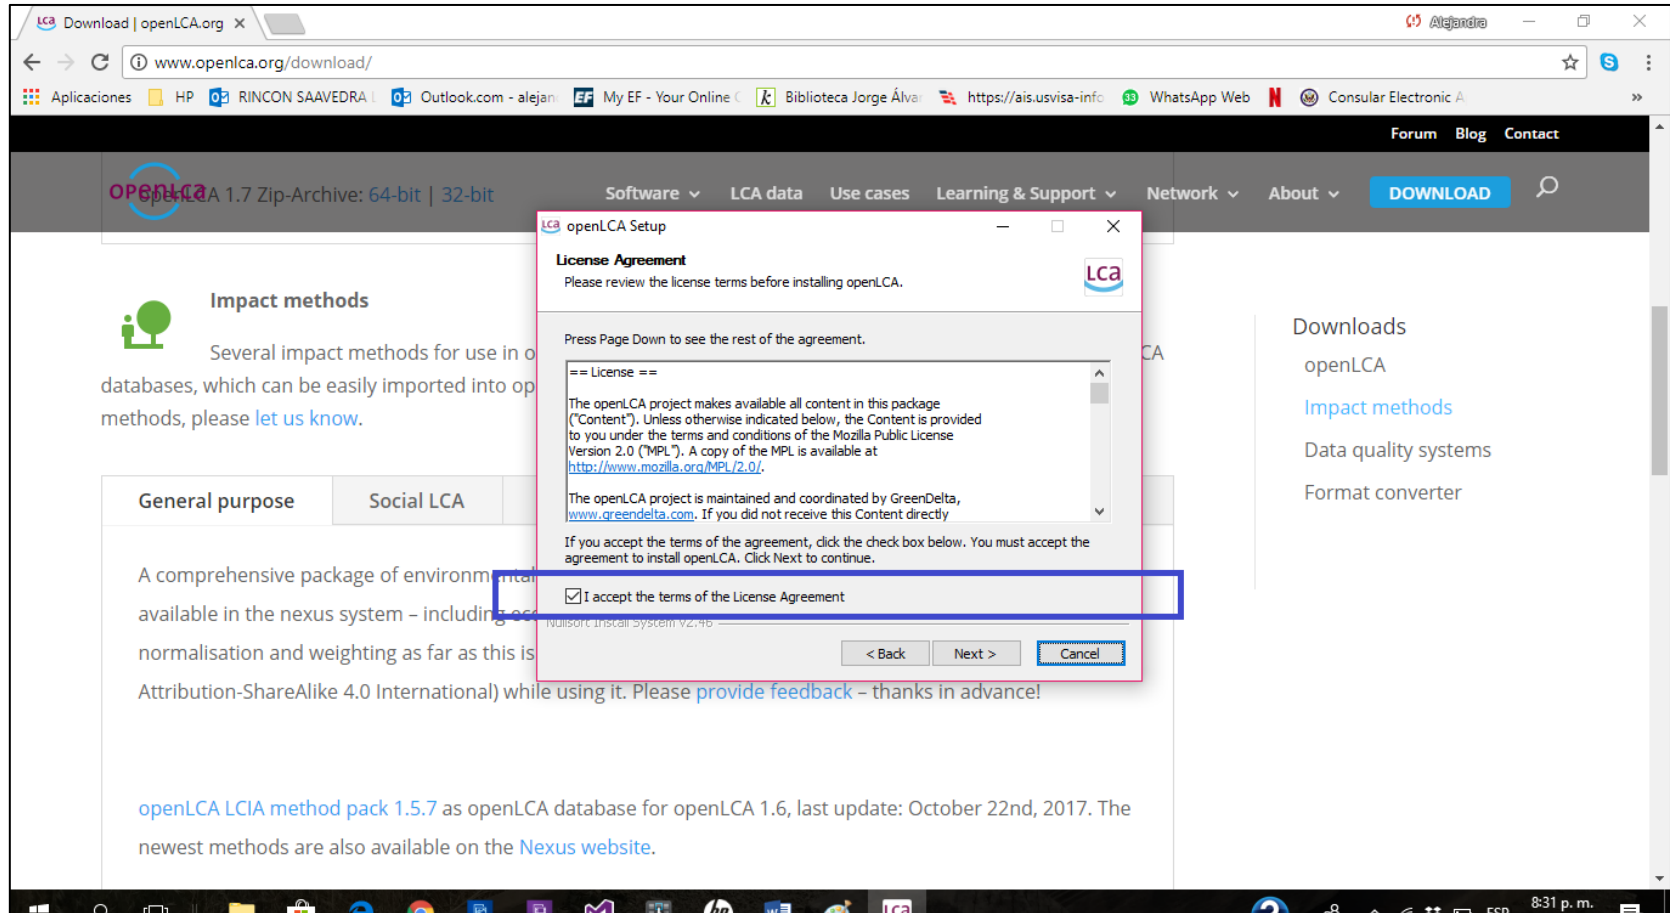 Download | openLCA.org
Alejandra
www.openlca.org/download/
Aplicaciones HP RINCON SAAVEDRA L Outlook.com - alejan My EF - Your Online C Biblioteca Jorge Álvar https://ais.usvisa-info 33 WhatsApp Web Consular Electronic A »
Forum Blog Contact
openLCA
openLCA 1.7 Zip-Archive: 64-bit | 32-bit
Software LCA data Use cases Learning & Support Network About DOWNLOAD
LCA openLCA Setup
License Agreement
Please review the license terms before installing openLCA.
LCA
Press Page Down to see the rest of the agreement.
== License ==
The openLCA project makes available all content in this package
("Content"). Unless otherwise indicated below, the Content is provided
to you under the terms and conditions of the Mozilla Public License
Version 2.0 ("MPL"). A copy of the MPL is available at
http://www.mozilla.org/MPL/2.0/.
The openLCA project is maintained and coordinated by GreenDelta,
www.greendelta.com. If you did not receive this Content directly
If you accept the terms of the agreement, click the check box below. You must accept the
agreement to install openLCA. Click Next to continue.
I accept the terms of the License Agreement
Nullsoft Install System v2.46
< Back Next > Cancel
Impact methods
Several impact methods for use in o CA
databases, which can be easily imported into op
methods, please let us know.
General purpose Social LCA
A comprehensive package of environmental
available in the nexus system – including eco
normalisation and weighting as far as this is
Attribution-ShareAlike 4.0 International) while using it. Please provide feedback – thanks in advance!
openLCA LCIA method pack 1.5.7 as openLCA database for openLCA 1.6, last update: October 22nd, 2017. The
newest methods are also available on the Nexus website.
Downloads
openLCA
Impact methods
Data quality systems
Format converter
LCA
ESP
8:31 p. m.